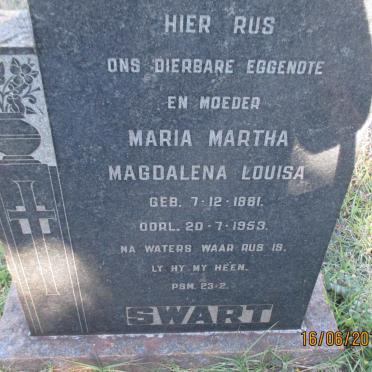 HIER RUS
ONS DIERBARE EGGENOTE
EN MOEDER
MARIA MARTHA
MAGDALENA LOUISA
GEB. 7-12-1881.
OORL. 20-7-1953.
NA WATERS WAAR RUS IS,
LY HY MY HEEN.
PSM. 23-2.
SWART
16/06/20